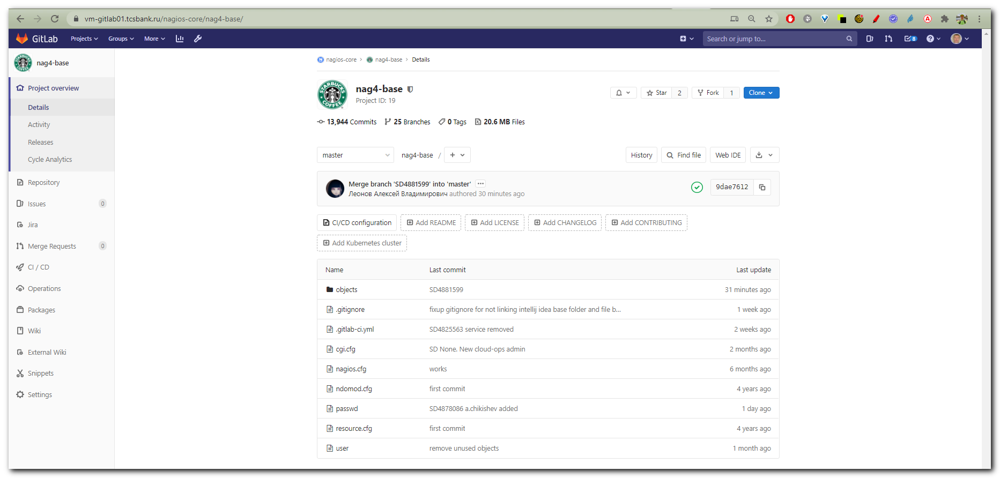 vm-gitlab01.tcsbank.ru/nagios-core/nag4-base/
GitLab Projects Groups More Search or jump to... 8
nag4-base
Project overview
Details
Activity
Releases
Cycle Analytics
Repository
Issues 0
Jira
Merge Requests 0
CI / CD
Operations
Packages
Wiki
External Wiki
Snippets
Settings
nagios-core > nag4-base > Details
STARBUCKS COFFEE
nag4-base
Project ID: 19
Star 2 Fork 1 Clone
13,944 Commits 25 Branches 0 Tags 20.6 MB Files
master nag4-base / + History Find file Web IDE
Merge branch 'SD4881599' into 'master' ...
Леонов Алексей Владимирович authored 30 minutes ago
9dae7612
CI/CD configuration Add README Add LICENSE Add CHANGELOG Add CONTRIBUTING
Add Kubernetes cluster
Name Last commit Last update
objects SD4881599 31 minutes ago
.gitignore fixup gitignore for not linking intellij idea base folder and file b... 1 week ago
.gitlab-ci.yml SD4825563 service removed 2 weeks ago
cgi.cfg SD None. New cloud-ops admin 2 months ago
nagios.cfg works 6 months ago
ndomod.cfg first commit 4 years ago
passwd SD4878086 a.chikishev added 1 day ago
resource.cfg first commit 4 years ago
user remove unused objects 1 month ago